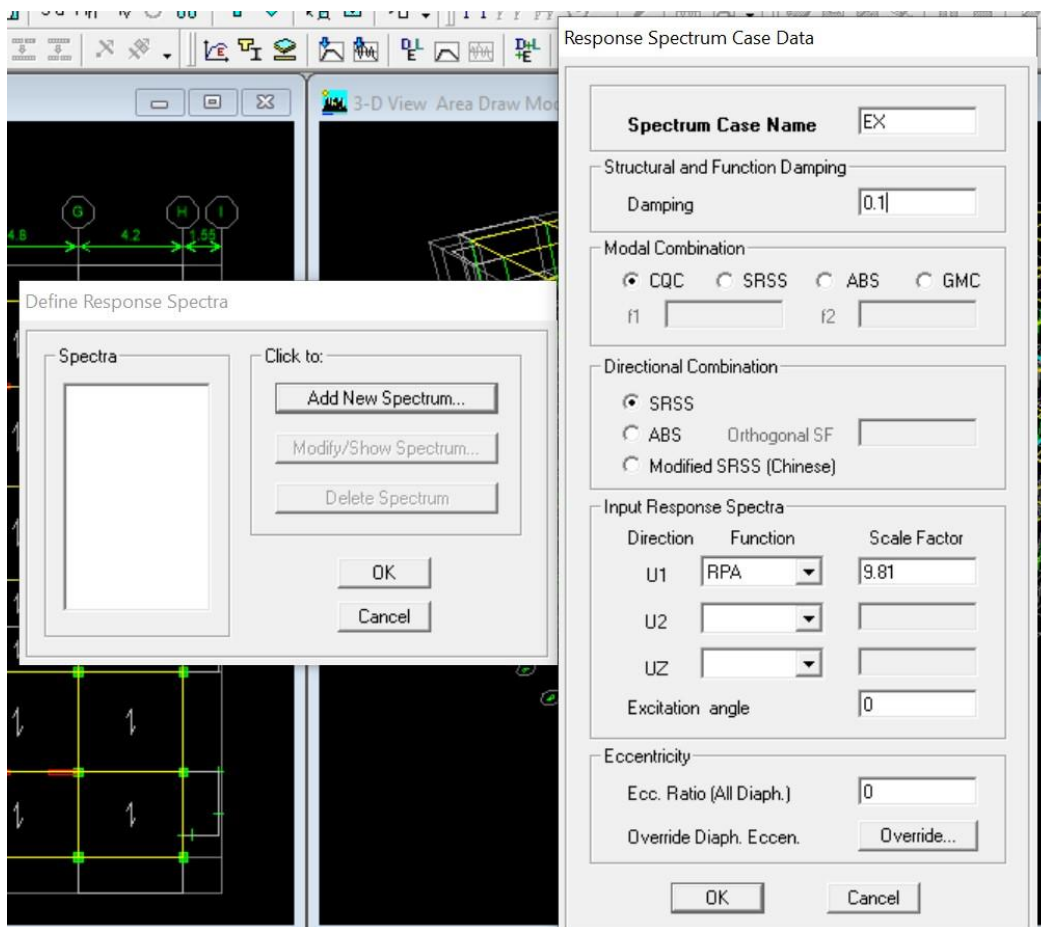 3-D View Area Draw Mo
G
H
I
4.8
4.2
1.55
Define Response Spectra
Spectra
Click to:
Add New Spectrum...
Modify/Show Spectrum...
Delete Spectrum
OK
Cancel
Response Spectrum Case Data
Spectrum Case Name
EX
Structural and Function Damping
Damping
0.1
Modal Combination
CQC SRSS ABS GMC
f1 f2
Directional Combination
SRSS
ABS Orthogonal SF
Modified SRSS (Chinese)
Input Response Spectra
Direction Function Scale Factor
U1 RPA 9.81
U2
UZ
Excitation angle 0
Eccentricity
Ecc. Ratio (All Diaph.) 0
Override Diaph. Eccen. Override...
OK Cancel